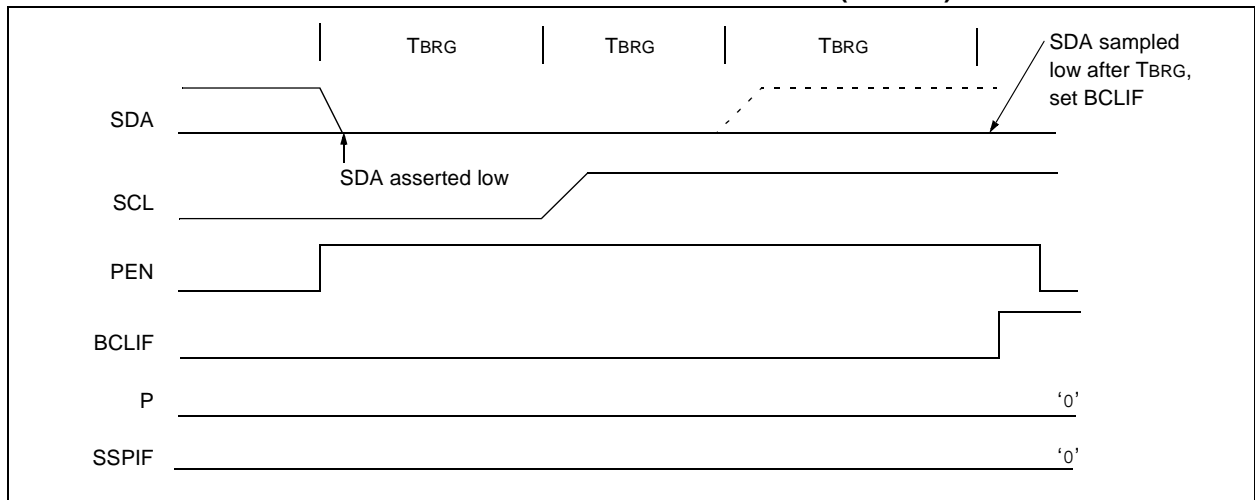 TBRG TBRG TBRG
SDA sampled
low after TBRG,
set BCLIF
SDA
SDA asserted low
SCL
PEN
BCLIF
P
'0'
SSPIF
'0'